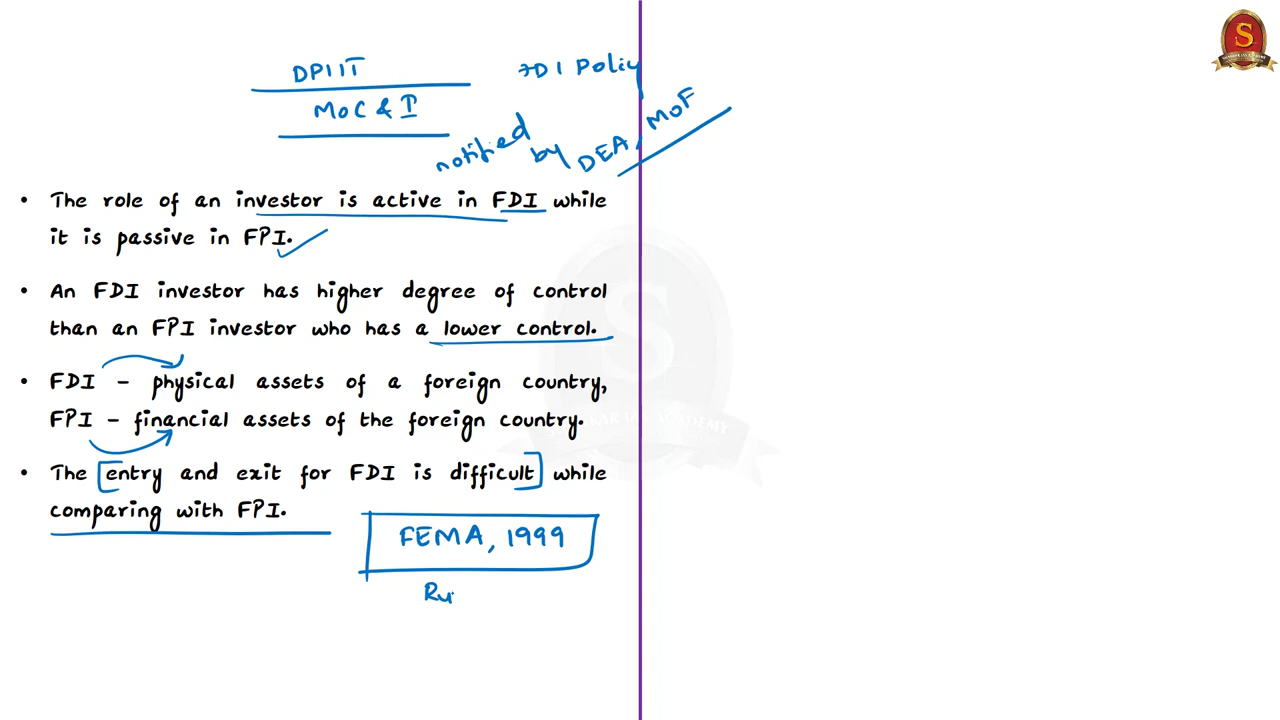 DPIIT
FDI Policy
MoC & I
notified by DEA, MoF
• The role of an investor is active in FDI while
it is passive in FPI.
• An FDI investor has higher degree of control
than an FPI investor who has a lower control.
• FDI – physical assets of a foreign country,
FPI – financial assets of the foreign country.
• The [entry and exit for FDI is difficult] while
comparing with FPI.
FEMA, 1999
S